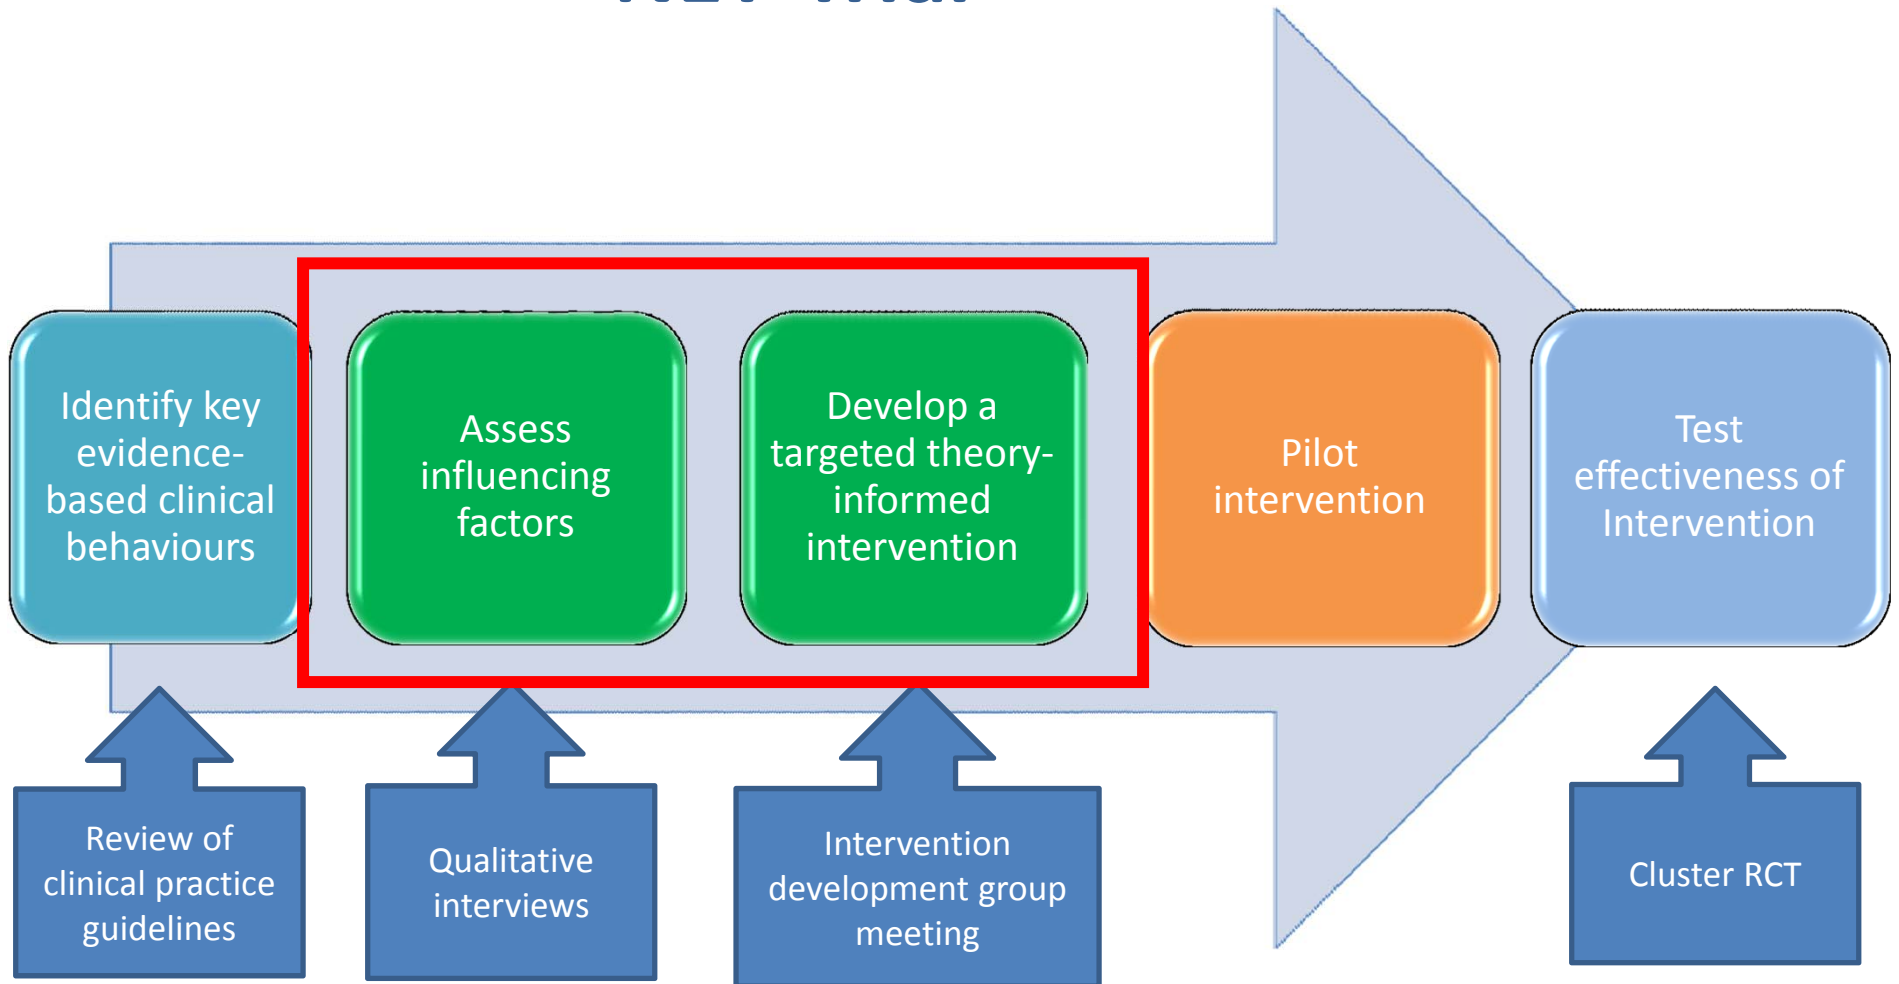 Identify key
evidence-
based clinical
behaviours
Assess
influencing
factors
Develop a
targeted theory-
informed
intervention
Pilot
intervention
Test
effectiveness of
Intervention
Review of
clinical practice
guidelines
Qualitative
interviews
Intervention
development group
meeting
Cluster RCT